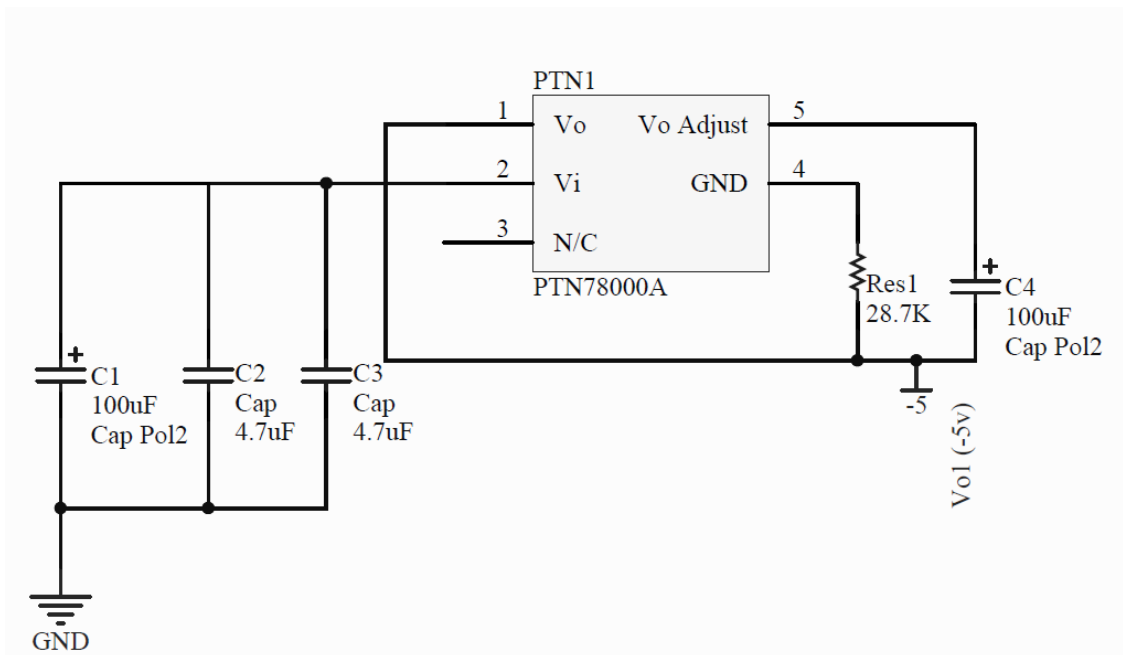 PTN1
1
Vo
Vo Adjust
5
2
Vi
GND
4
3
N/C
PTN78000A
Res1
28.7K
+
C4
100uF
Cap Pol2
+
C1
100uF
Cap Pol2
C2
Cap
4.7uF
C3
Cap
4.7uF
-5
Vo1 (-5v)
GND